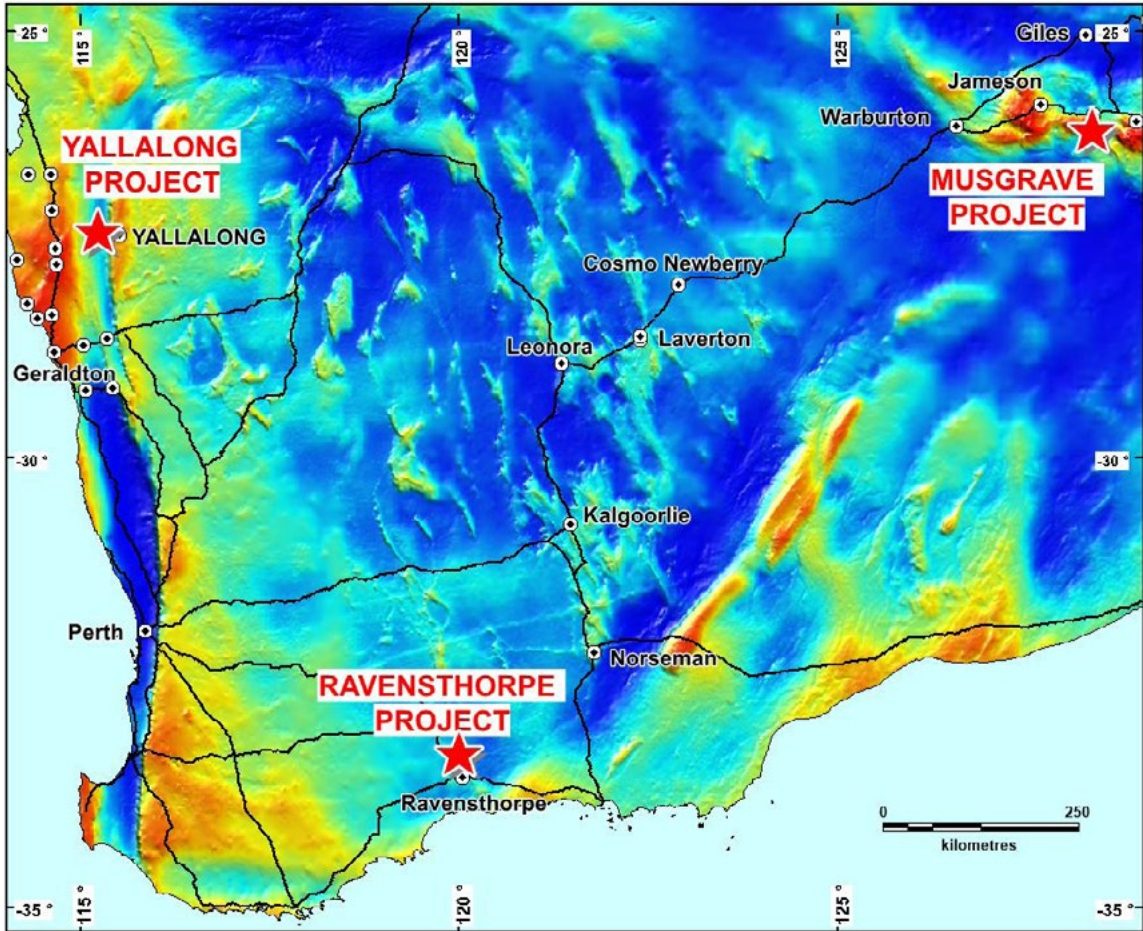 115 °
120 °
125 °
-25 °
-25 °
Giles
Jameson
Warburton
YALLALONG
PROJECT
MUSGRAVE
PROJECT
YALLALONG
Cosmo Newberry
Laverton
Leonora
Geraldton
-30 °
-30 °
Kalgoorlie
Perth
Norseman
RAVENSTHORPE
PROJECT
Ravensthorpe
0 250
kilometres
-35 °
-35 °
115 °
120 °
125 °